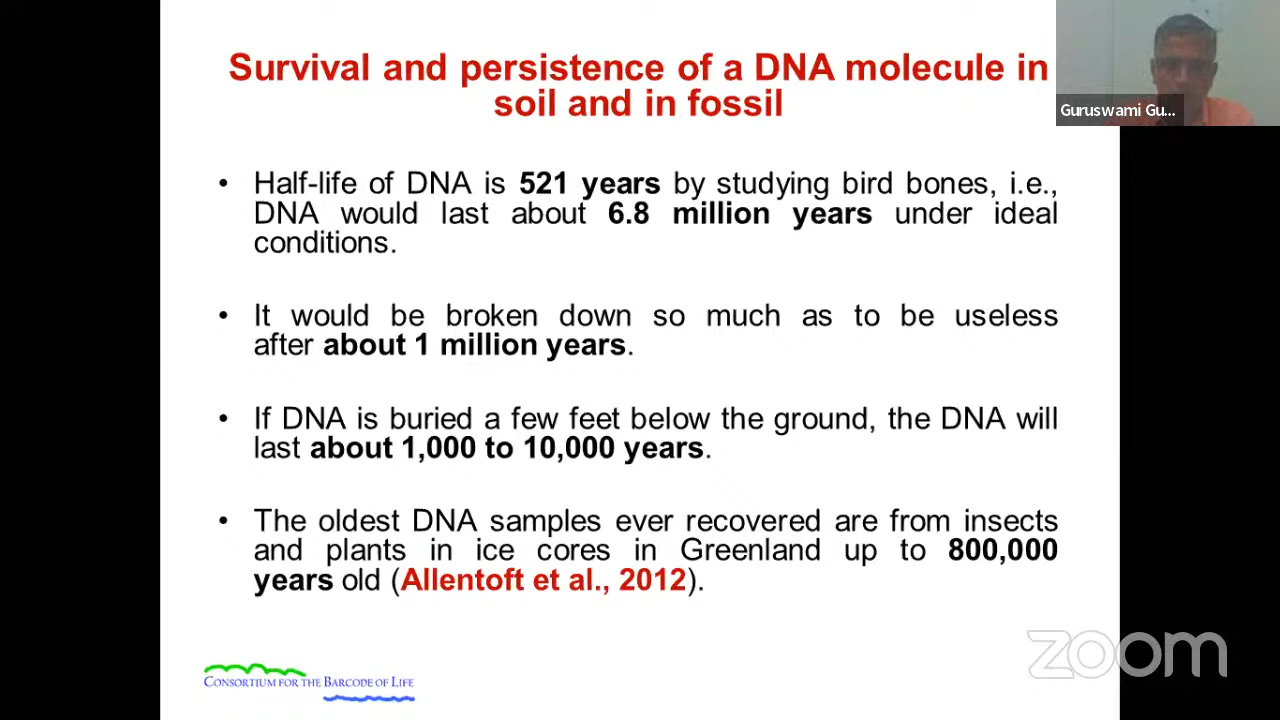 Survival and persistence of a DNA molecule in
soil and in fossil
Guruswami Gu...
• Half-life of DNA is 521 years by studying bird bones, i.e.,
DNA would last about 6.8 million years under ideal
conditions.
• It would be broken down so much as to be useless
after about 1 million years.
• If DNA is buried a few feet below the ground, the DNA will
last about 1,000 to 10,000 years.
• The oldest DNA samples ever recovered are from insects
and plants in ice cores in Greenland up to 800,000
years old (Allentoft et al., 2012).
zoom
CONSORTIUM FOR THE BARCODE OF LIFE